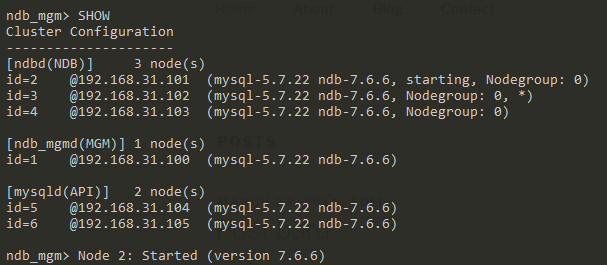 Home About Blog Contact
ndb_mgm> SHOW
Cluster Configuration
---------------------
[ndbd(NDB)] 3 node(s)
id=2 @192.168.31.101 (mysql-5.7.22 ndb-7.6.6, starting, Nodegroup: 0)
id=3 @192.168.31.102 (mysql-5.7.22 ndb-7.6.6, Nodegroup: 0, *)
id=4 @192.168.31.103 (mysql-5.7.22 ndb-7.6.6, Nodegroup: 0)
POSTS
[ndb_mgmd(MGM)] 1 node(s)
id=1 @192.168.31.100 (mysql-5.7.22 ndb-7.6.6)
[mysqld(API)] 2 node(s)
id=5 @192.168.31.104 (mysql-5.7.22 ndb-7.6.6)
id=6 @192.168.31.105 (mysql-5.7.22 ndb-7.6.6)
ndb_mgm> Node 2: Started (version 7.6.6)